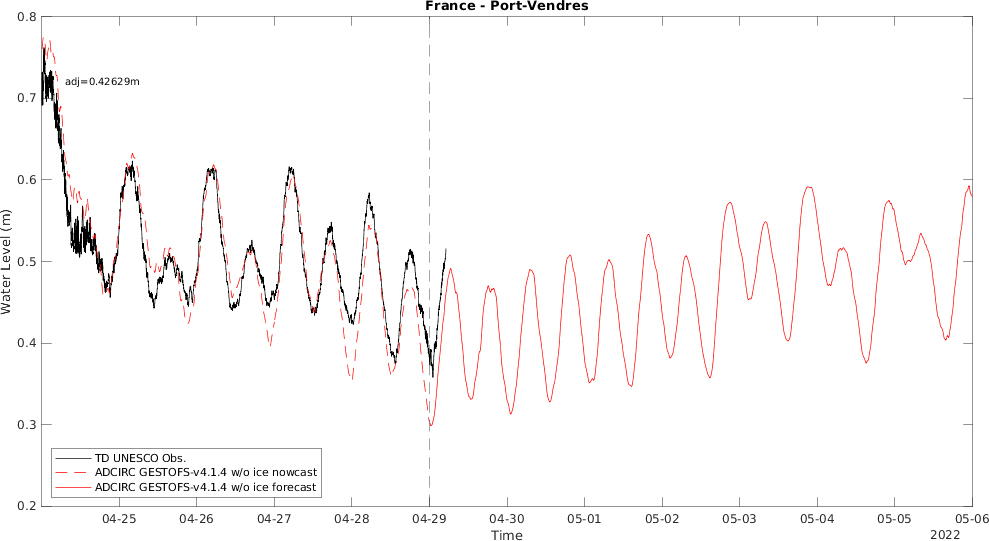 France - Port-Vendres
adj=0.42629m
0.8
0.7
0.6
0.5
0.4
0.3
0.2
Water Level (m)
TD UNESCO Obs.
ADCIRC GESTOFS-v4.1.4 w/o ice nowcast
ADCIRC GESTOFS-v4.1.4 w/o ice forecast
04-25 04-26 04-27 04-28 04-29 04-30 05-01 05-02 05-03 05-04 05-05 05-06
Time
2022